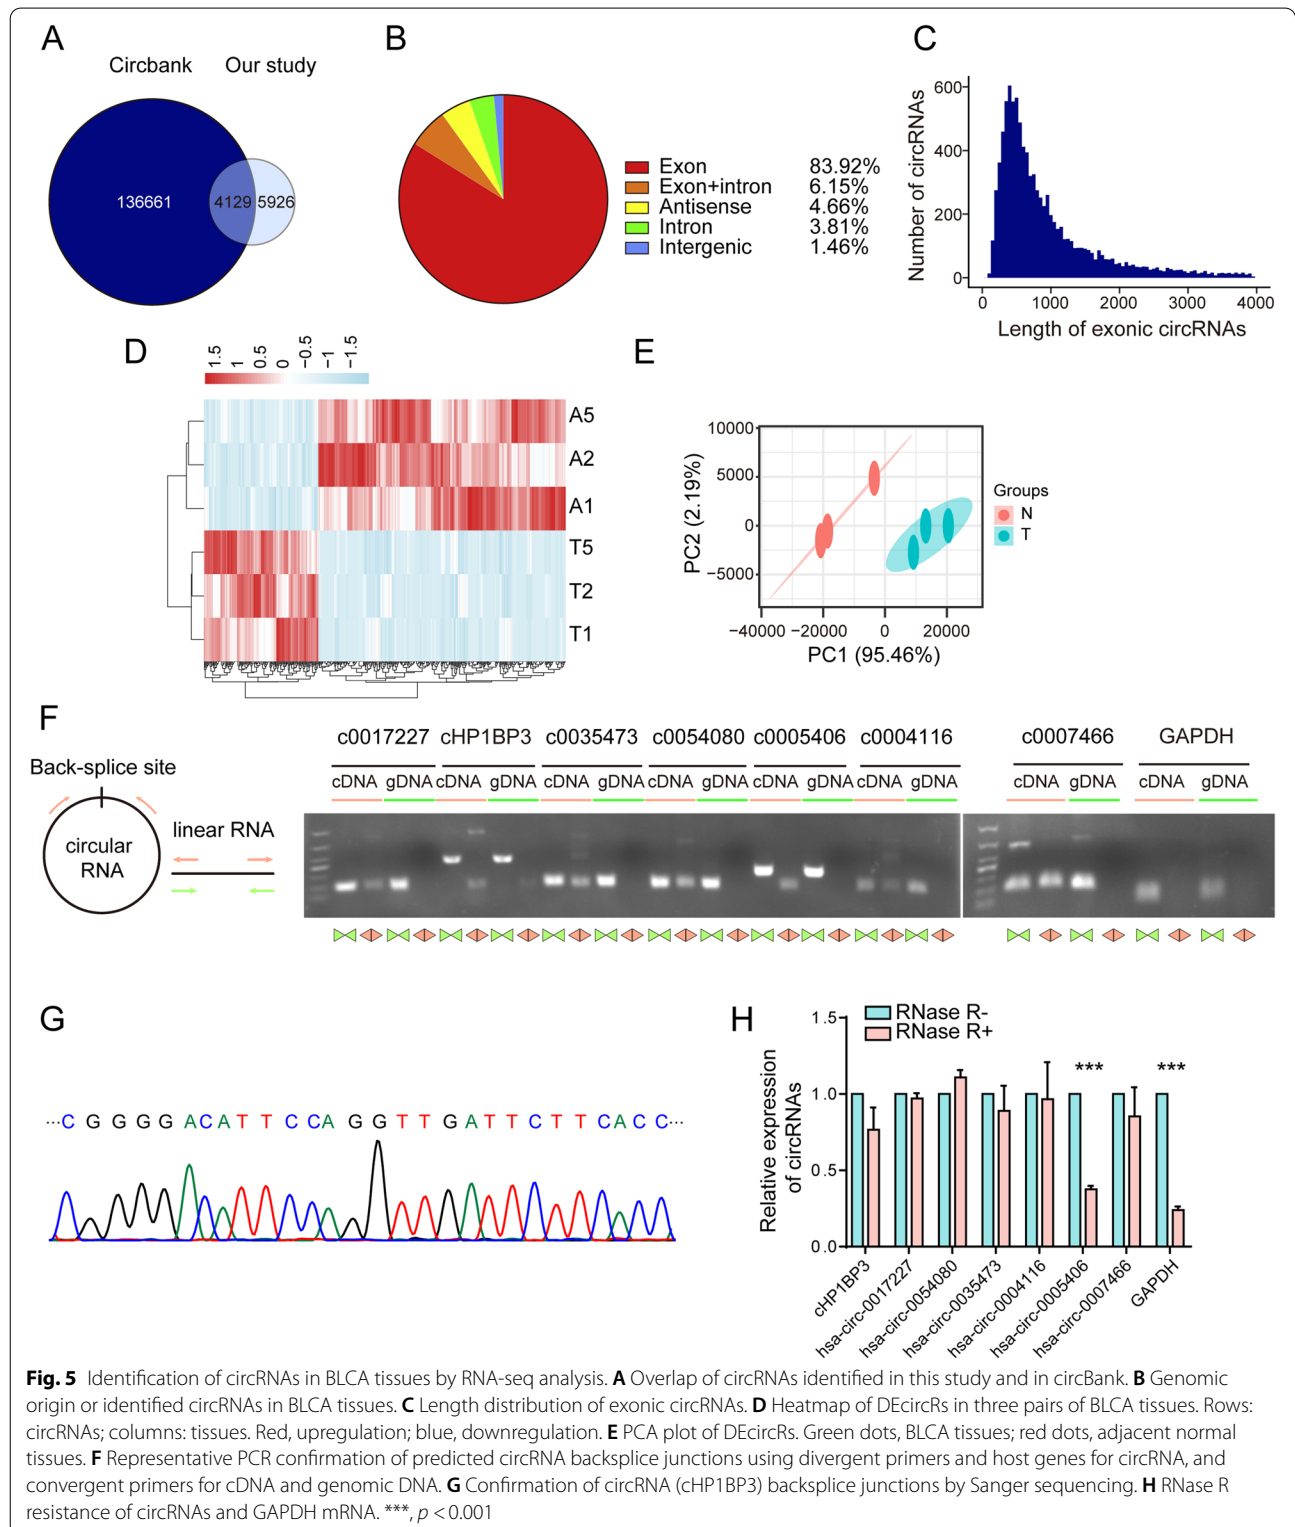 A
Circbank
Our study
136661
4129
5926
B
Exon 83.92%
Exon+intron 6.15%
Antisense 4.66%
Intron 3.81%
Intergenic 1.46%
C
Number of circRNAs
600
400
200
0
0 1000 2000 3000 4000
Length of exonic circRNAs
D
1.5 1 0.5 0 −0.5 −1 −1.5
A5
A2
A1
T5
T2
T1
E
PC2 (2.19%)
10000
5000
0
−5000
−40000 −20000 0 20000
PC1 (95.46%)
Groups
N
T
F
Back-splice site
circular
RNA
linear RNA
c0017227 cHP1BP3 c0035473 c0054080 c0005406 c0004116 c0007466 GAPDH
cDNA gDNA cDNA gDNA cDNA gDNA cDNA gDNA cDNA gDNA cDNA gDNA cDNA gDNA cDNA gDNA
G
···C G G G G A C A T T C C A G G T T G A T T C T T C A C C···
H
RNase R-
RNase R+
Relative expression
of circRNAs
1.5
1.0
0.5
0.0
*** ***
cHP1BP3
hsa-circ-0017227
hsa-circ-0054080
hsa-circ-0035473
hsa-circ-0004116
hsa-circ-0005406
hsa-circ-0007466
GAPDH
Fig. 5 Identification of circRNAs in BLCA tissues by RNA-seq analysis. A Overlap of circRNAs identified in this study and in circBank. B Genomic
origin or identified circRNAs in BLCA tissues. C Length distribution of exonic circRNAs. D Heatmap of DEcircRs in three pairs of BLCA tissues. Rows:
circRNAs; columns: tissues. Red, upregulation; blue, downregulation. E PCA plot of DEcircRs. Green dots, BLCA tissues; red dots, adjacent normal
tissues. F Representative PCR confirmation of predicted circRNA backsplice junctions using divergent primers and host genes for circRNA, and
convergent primers for cDNA and genomic DNA. G Confirmation of circRNA (cHP1BP3) backsplice junctions by Sanger sequencing. H RNase R
resistance of circRNAs and GAPDH mRNA. ***, p < 0.001